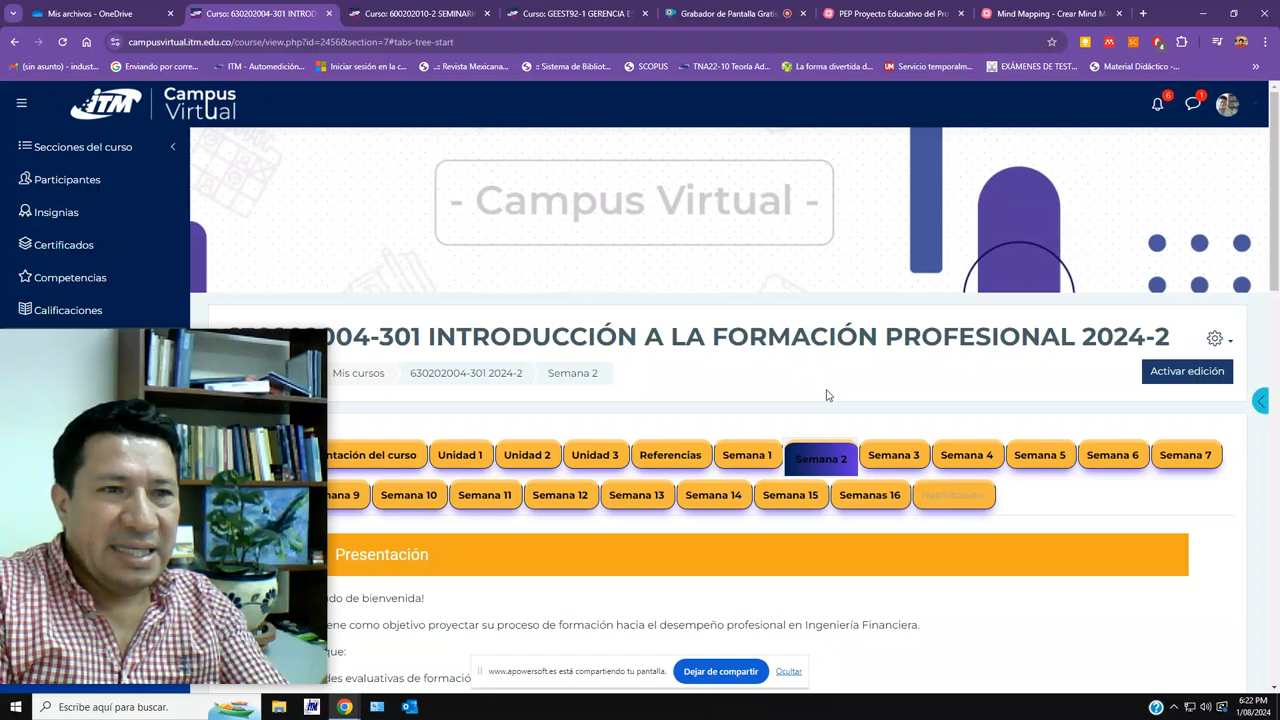 Mis archivos - OneDrive
Curso: 630202004-301 INTROD
Curso: 600202010-2 SEMINAR
Curso: GEEST92-1 GERENCIA E
Grabador de Pantalla Grati
PEP Proyecto Educativo del Pro
Mind Mapping - Crear Mind M
campusvirtual.itm.edu.co/course/view.php?id=2456&section=7#tabs-tree-start
(sin asunto) - indust...
Enviando por corre...
ITM - Automedición...
Iniciar sesión en la c...
.:: Revista Mexicana...
:: Sistema de Bibliot...
SCOPUS
TNA22-10 Teoría Ad...
La forma divertida d...
Servicio temporalm...
EXÁMENES DE TEST...
Material Didáctico -...
iTM
Campus
Virtual
6
1
Secciones del curso
Participantes
Insignias
Certificados
Competencias
Calificaciones
- Campus Virtual -
004-301 INTRODUCCIÓN A LA FORMACIÓN PROFESIONAL 2024-2
Mis cursos
630202004-301 2024-2
Semana 2
Activar edición
ntación del curso
Unidad 1
Unidad 2
Unidad 3
Referencias
Semana 1
Semana 2
Semana 3
Semana 4
Semana 5
Semana 6
Semana 7
ana 9
Semana 10
Semana 11
Semana 12
Semana 13
Semana 14
Semana 15
Semanas 16
Habilitación
Presentación
do de bienvenida!
ene como objetivo proyectar su proceso de formación hacia el desempeño profesional en Ingeniería Financiera.
que:
des evaluativas de formació
www.apowersoft.es está compartiendo tu pantalla.
Dejar de compartir
Ocultar
Escribe aquí para buscar.
6:22 PM
1/08/2024